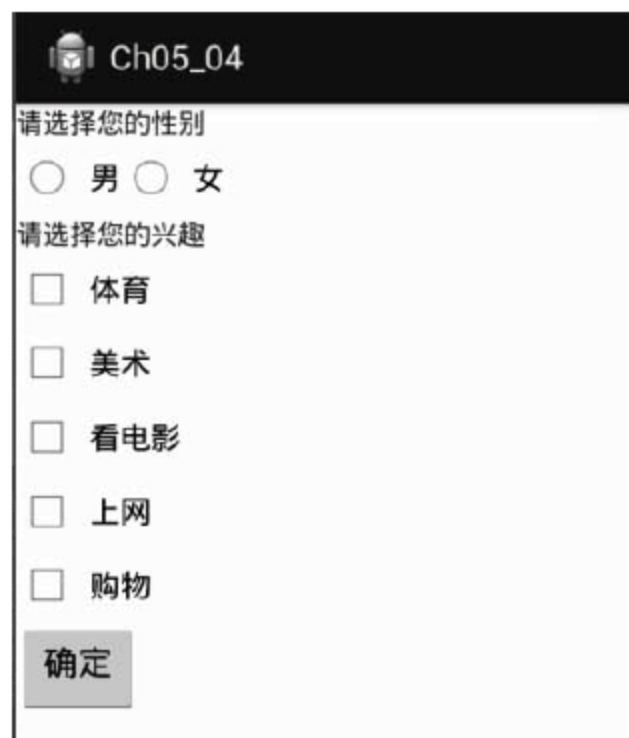 Ch05_04
请选择您的性别
男 女
请选择您的兴趣
体育
美术
看电影
上网
购物
确定